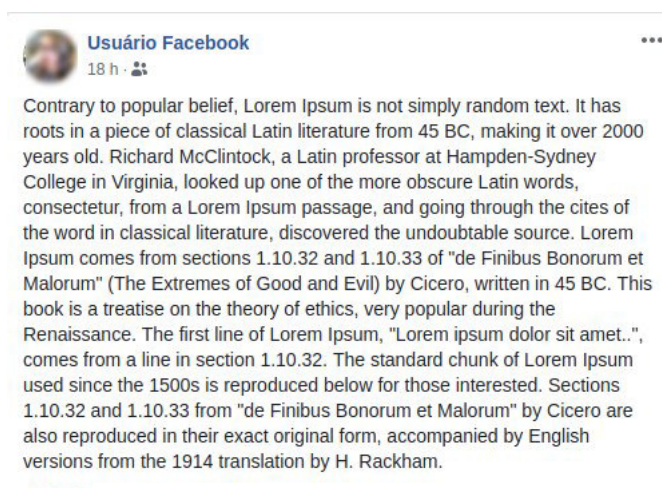 Usuário Facebook
18 h ·
Contrary to popular belief, Lorem Ipsum is not simply random text. It has
roots in a piece of classical Latin literature from 45 BC, making it over 2000
years old. Richard McClintock, a Latin professor at Hampden-Sydney
College in Virginia, looked up one of the more obscure Latin words,
consectetur, from a Lorem Ipsum passage, and going through the cites of
the word in classical literature, discovered the undoubtable source. Lorem
Ipsum comes from sections 1.10.32 and 1.10.33 of "de Finibus Bonorum et
Malorum" (The Extremes of Good and Evil) by Cicero, written in 45 BC. This
book is a treatise on the theory of ethics, very popular during the
Renaissance. The first line of Lorem Ipsum, "Lorem ipsum dolor sit amet..",
comes from a line in section 1.10.32. The standard chunk of Lorem Ipsum
used since the 1500s is reproduced below for those interested. Sections
1.10.32 and 1.10.33 from "de Finibus Bonorum et Malorum" by Cicero are
also reproduced in their exact original form, accompanied by English
versions from the 1914 translation by H. Rackham.